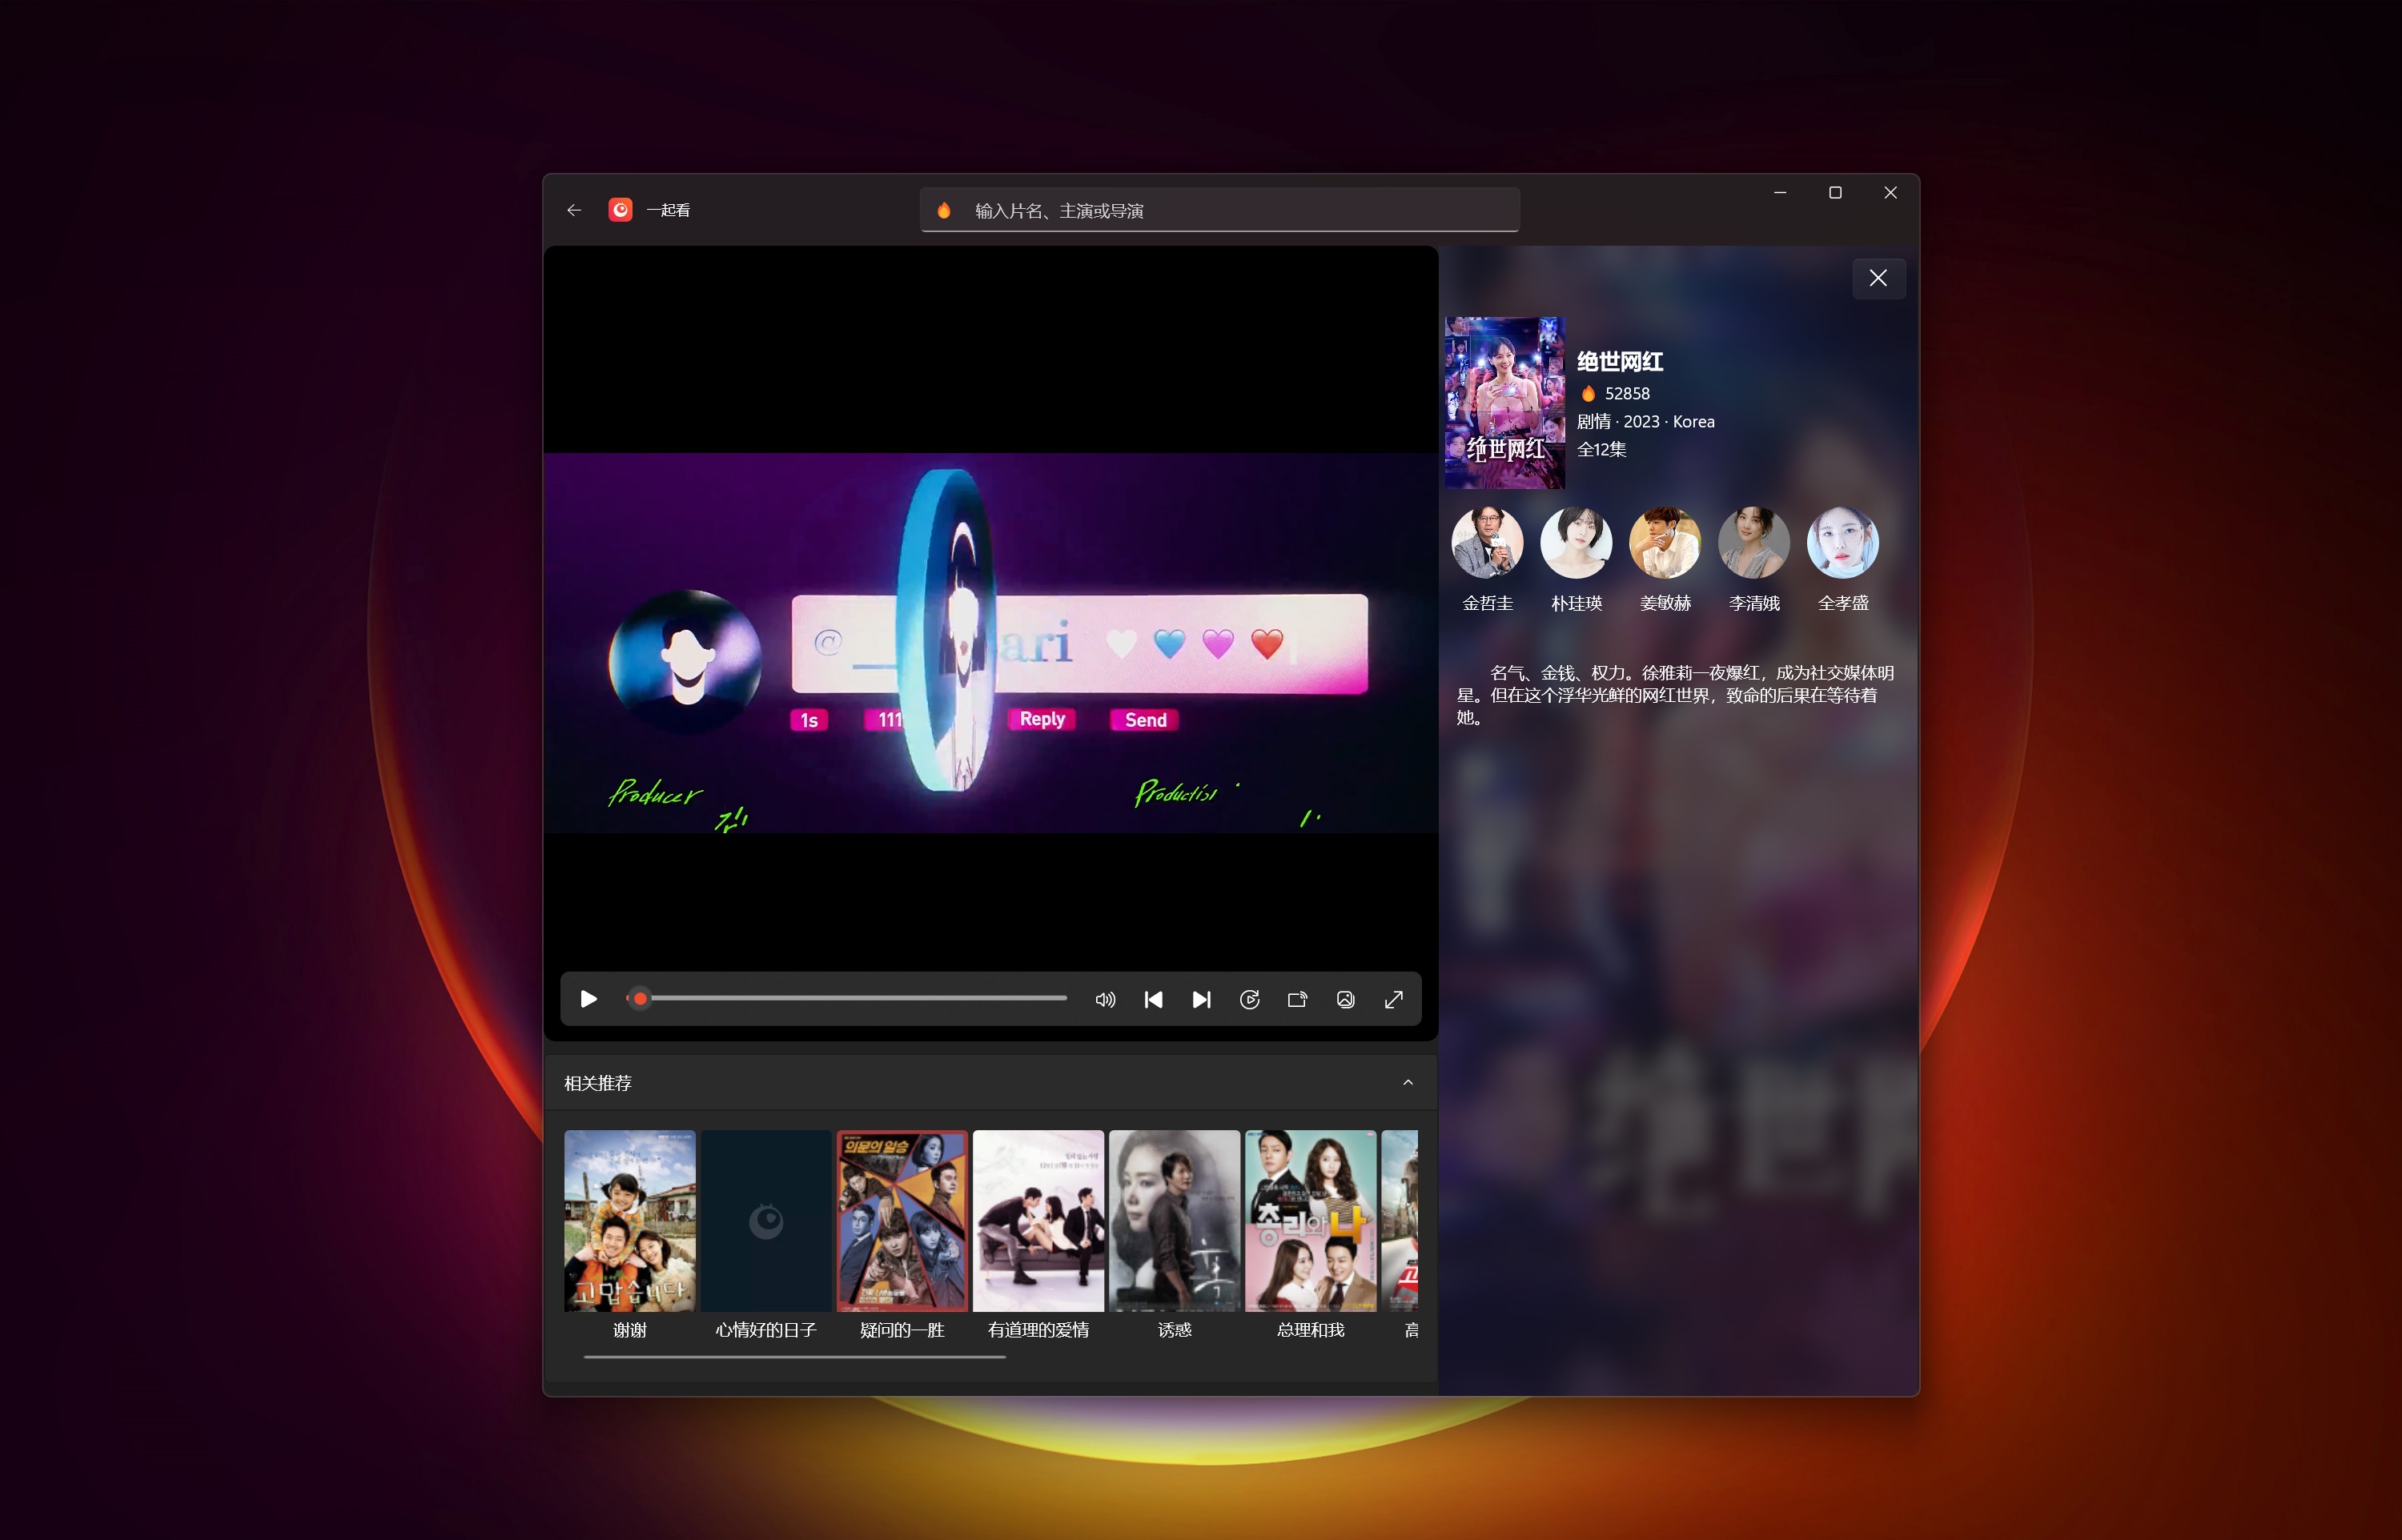 一起看
输入片名、主演或导演
绝世网红
52858
剧情 · 2023 · Korea
全12集
绝世网红
金哲圭
朴珪瑛
姜敏赫
李清娥
全孝盛
名气、金钱、权力。徐雅莉一夜爆红，成为社交媒体明
星。但在这个浮华光鲜的网红世界，致命的后果在等待着
她。
@__ ari 🤍 💙 💜 ❤️
1s 111 Reply Send
Producer Producti
相关推荐
고맙습니다
의문의 일승
총리와 나
谢谢
心情好的日子
疑问的一胜
有道理的爱情
诱惑
总理和我
高